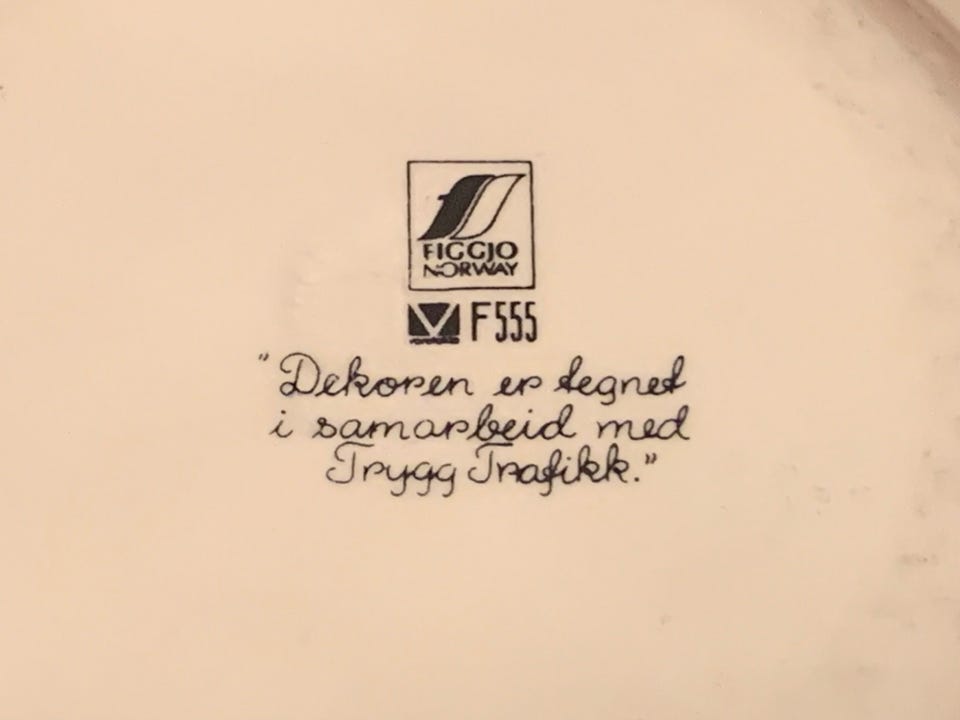 FIGGJO
NORWAY
F555
"Dekoren er tegnet
i samarbeid med
Trygg Trafikk."